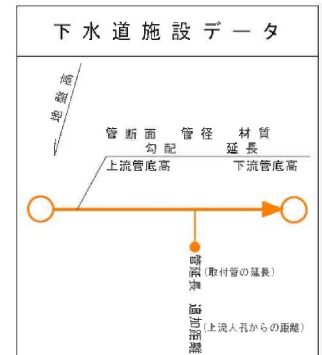 下水道施設データ
地盤高
管断面 管径 材質
勾配 延長
上流管底高 下流管底高
管延長 (取付管の延長)
追加距離 (上流人孔からの距離)